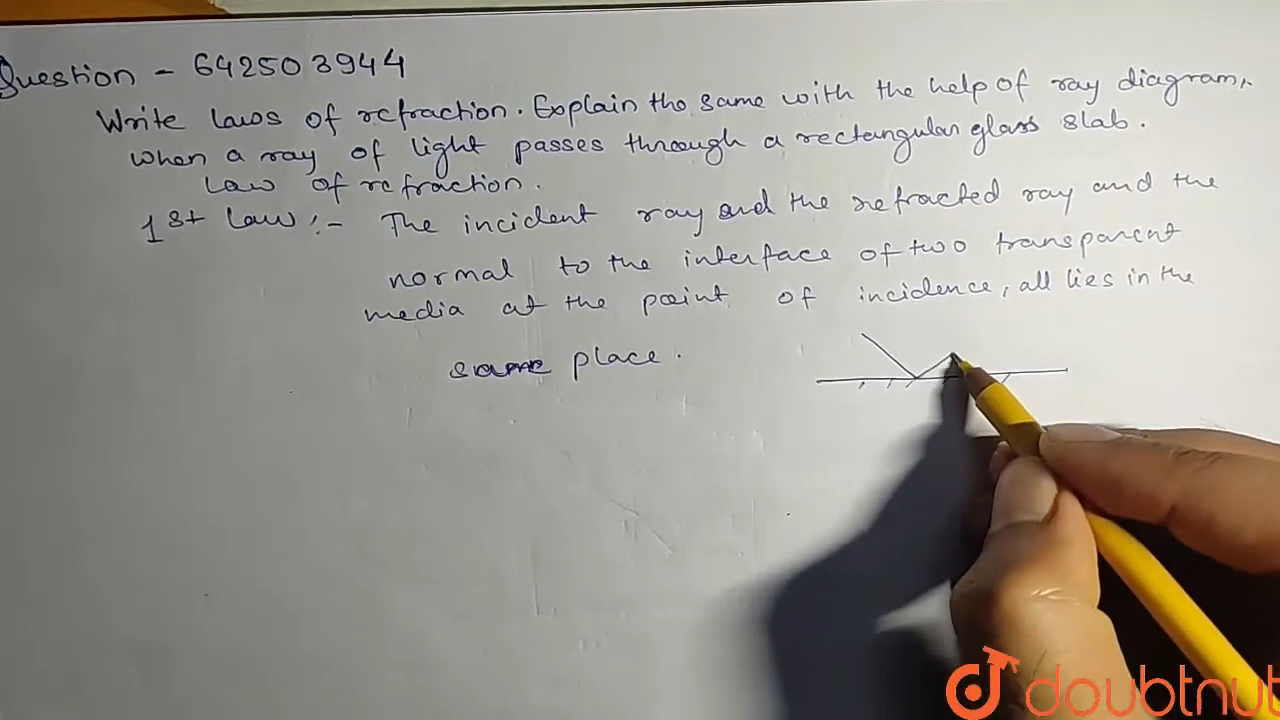 Question - 642503944
Write laws of refraction. Explain the same with the help of ray diagram,
when a ray of light passes through a rectangular glass slab.
Law of refraction.
1st Law :- The incident ray and the refracted ray and the
normal to the interface of two transparent
media at the point of incidence, all lies in the
same place.
doubtnut